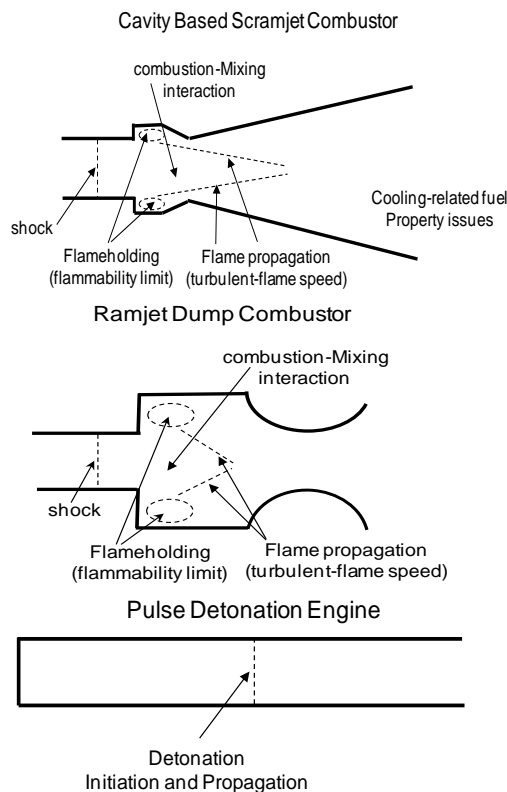 Cavity Based Scramjet Combustor
combustion-Mixing
interaction
Cooling-related fuel
Property issues
shock
Flameholding
(flammability limit)
Flame propagation
(turbulent-flame speed)
Ramjet Dump Combustor
combustion-Mixing
interaction
shock
Flameholding
(flammability limit)
Flame propagation
(turbulent-flame speed)
Pulse Detonation Engine
Detonation
Initiation and Propagation